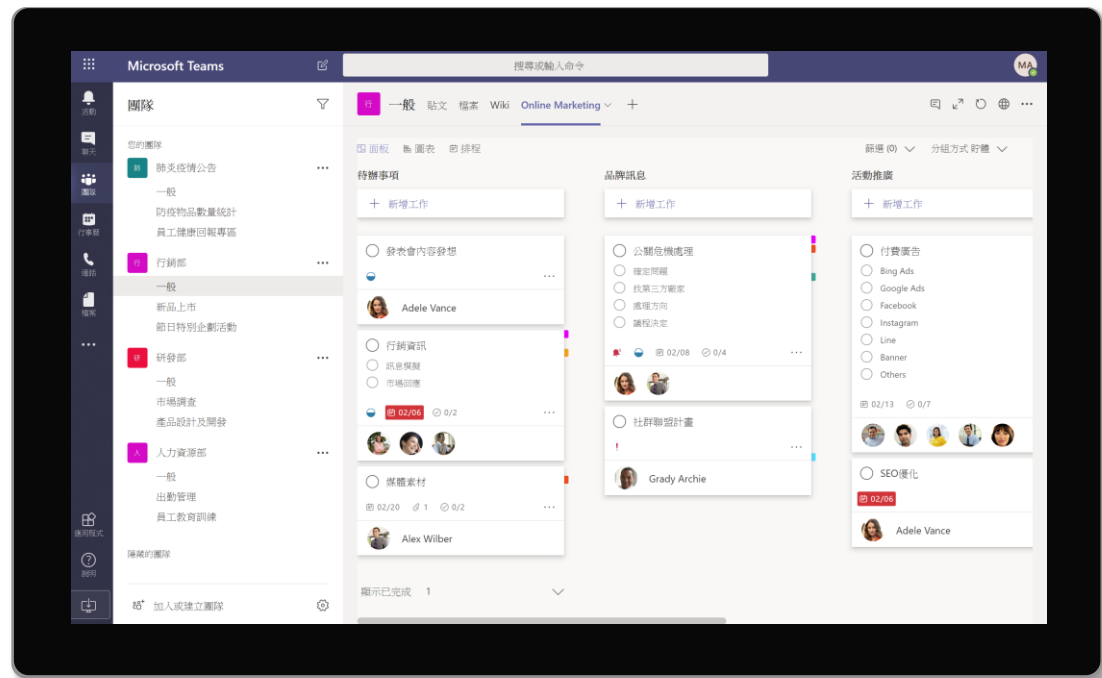 Microsoft Teams
搜尋或輸入命令
MA
活動
聊天
團隊
行事曆
通話
檔案
應用程式
說明
團隊
您的團隊
肺
肺炎疫情公告
一般
防疫物品數量統計
員工健康回報專區
行
行銷部
一般
新品上市
節日特別企劃活動
研
研發部
一般
市場調查
產品設計及開發
人
人力資源部
一般
出勤管理
員工教育訓練
隱藏的團隊
加入或建立團隊
行
一般 貼文 檔案 Wiki Online Marketing
面板 圖表 排程
篩選 (0) 分組方式 貯體
待辦事項
新增工作
發表會內容發想
Adele Vance
行銷資訊
訊息模擬
市場回應
02/06 0/2
媒體素材
02/20 1 0/2
Alex Wilber
顯示已完成 1
品牌訊息
新增工作
公關危機處理
確定問題
找第三方廠家
處理方向
議程決定
02/08 0/4
社群聯盟計畫
Grady Archie
活動推廣
新增工作
付費廣告
Bing Ads
Google Ads
Facebook
Instagram
Line
Banner
Others
02/13 0/7
SEO優化
02/06
Adele Vance